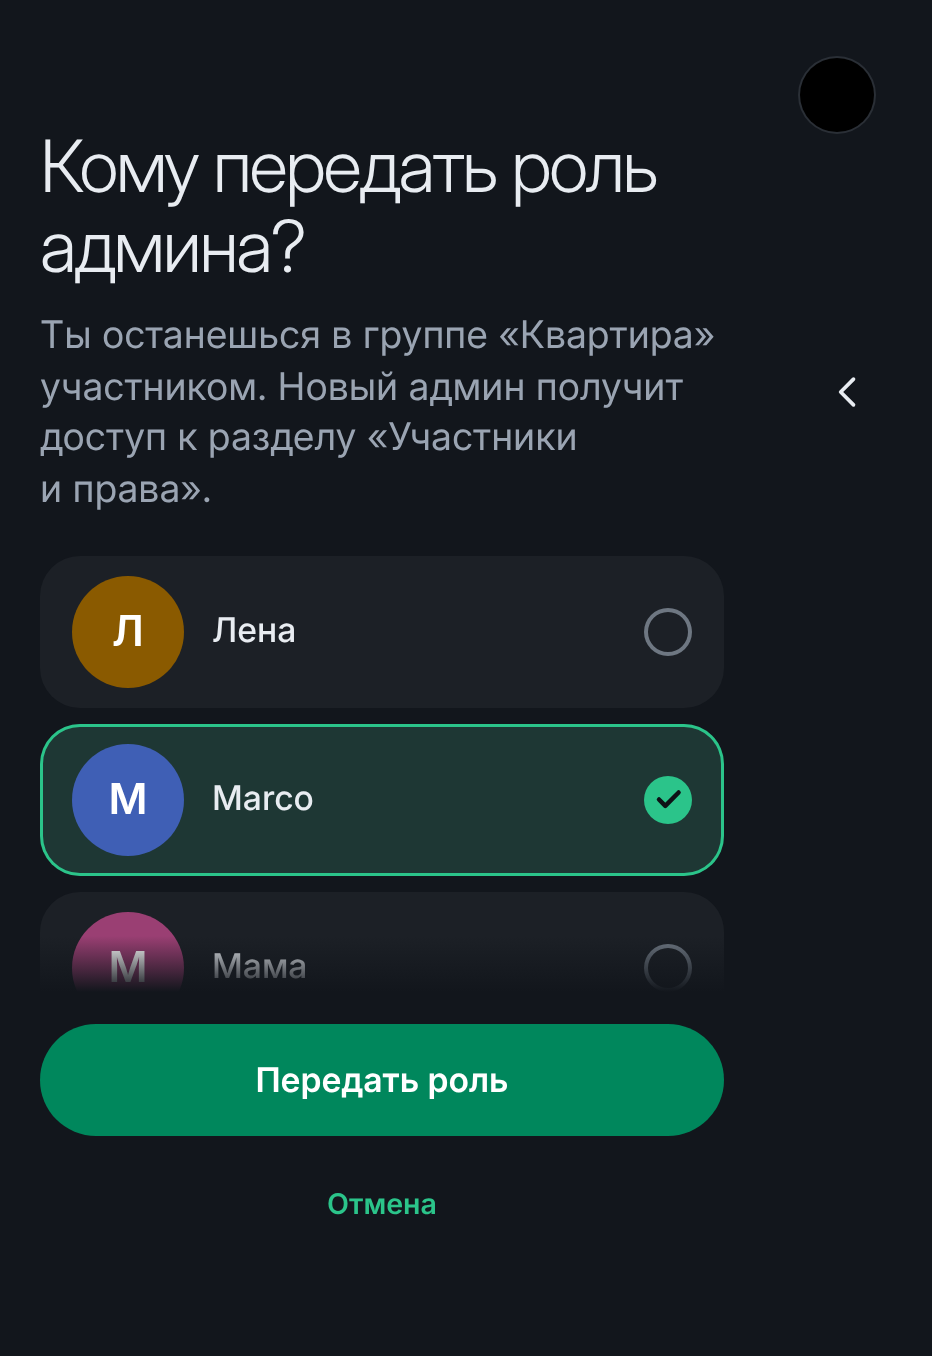 Кому передать роль
админа?
Ты останешься в группе «Квартира»
участником. Новый админ получит
доступ к разделу «Участники
и права».
Л
Лена
M
Marco
М
Мама
Передать роль
Отмена